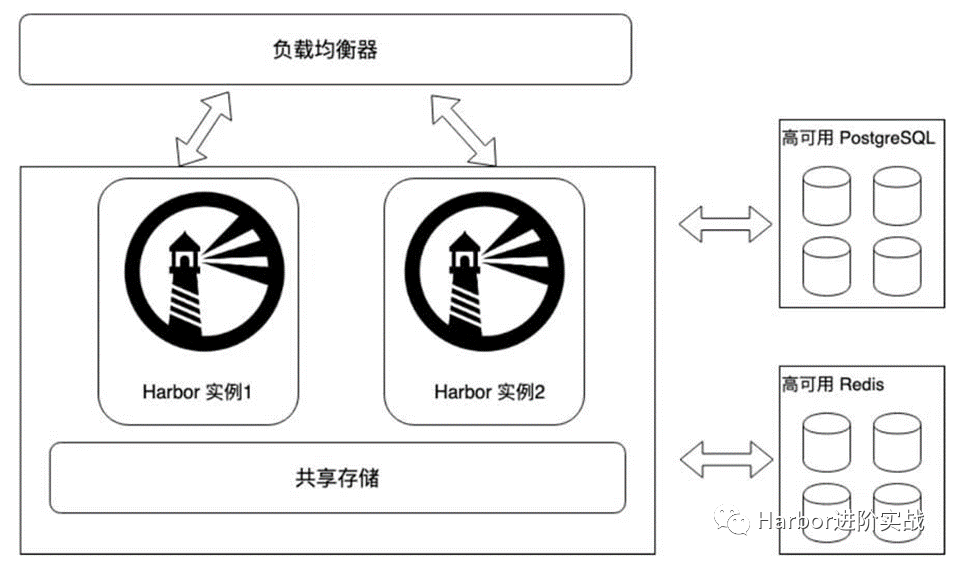 负载均衡器
高可用 PostgreSQL
Harbor 实例1
Harbor 实例2
高可用 Redis
共享存储
Harbor进阶实战